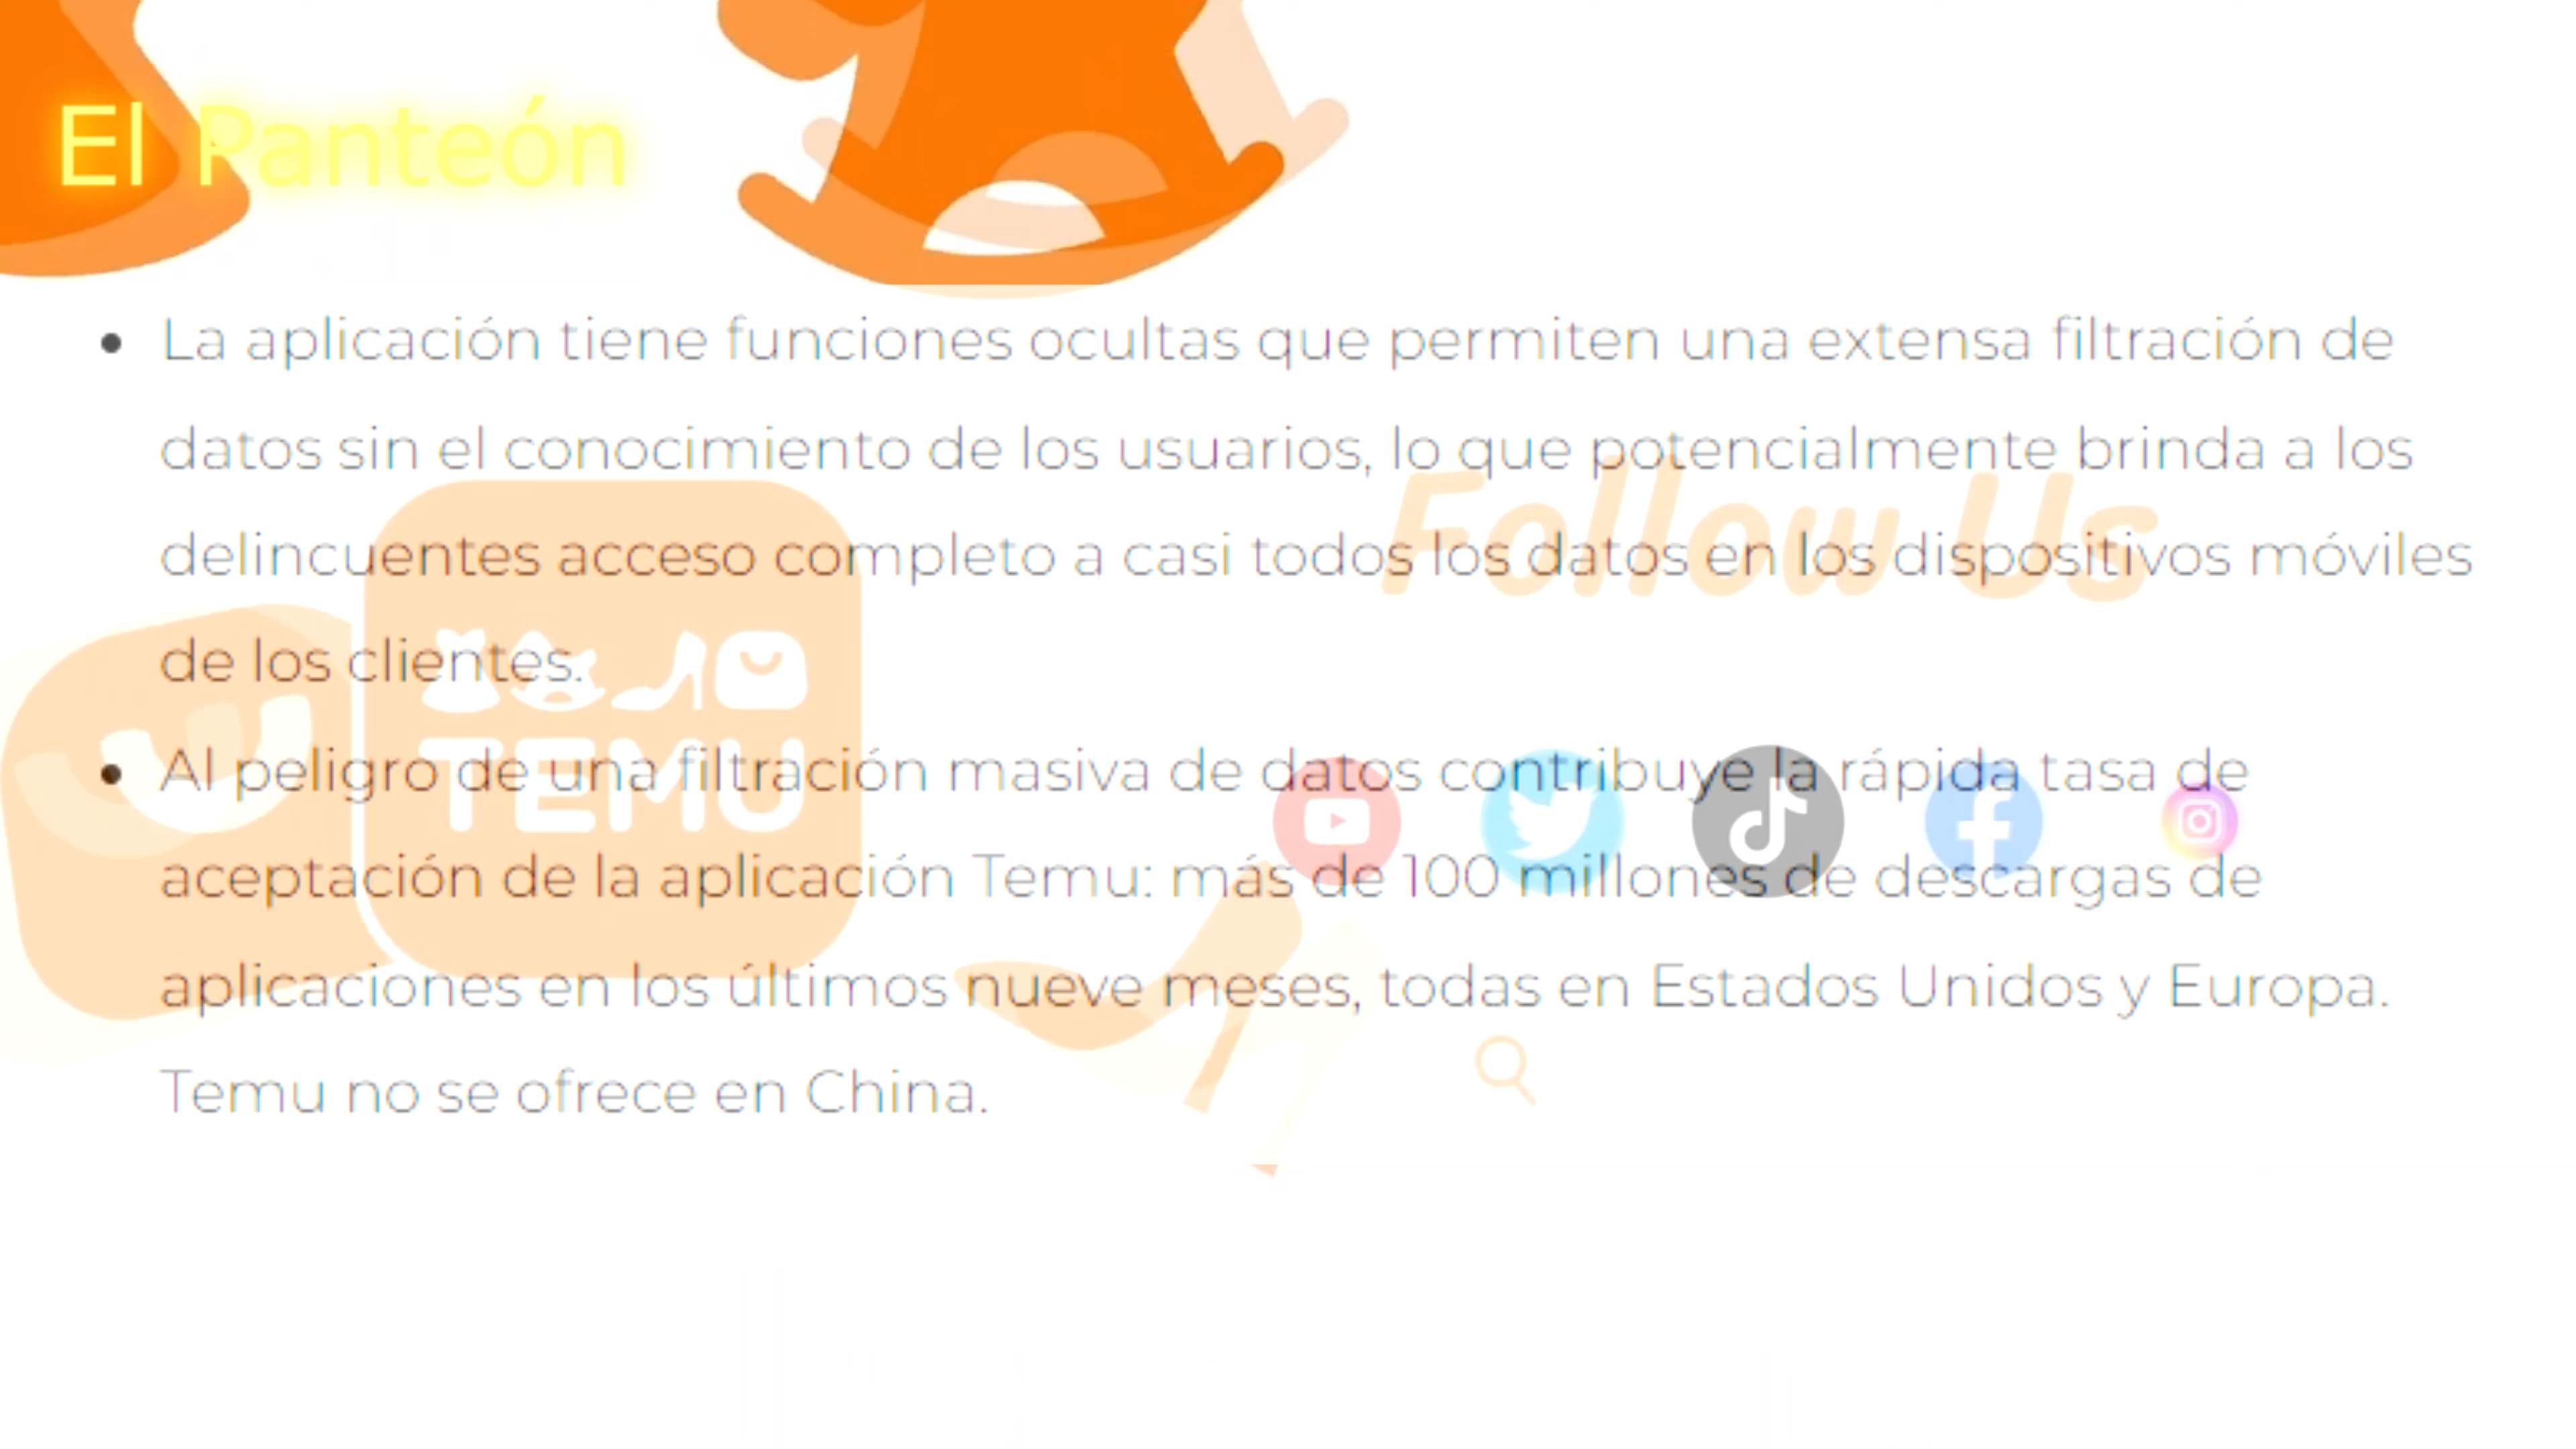 El Panteón
• La aplicación tiene funciones ocultas que permiten una extensa filtración de
datos sin el conocimiento de los usuarios, lo que potencialmente brinda a los
Follow Us
delincuentes acceso completo a casi todos los datos en los dispositivos móviles
de los clientes.
• Al peligro de una filtración masiva de datos contribuye la rápida tasa de
TEMU
aceptación de la aplicación Temu: más de 100 millones de descargas de
aplicaciones en los últimos nueve meses, todas en Estados Unidos y Europa.
Temu no se ofrece en China.